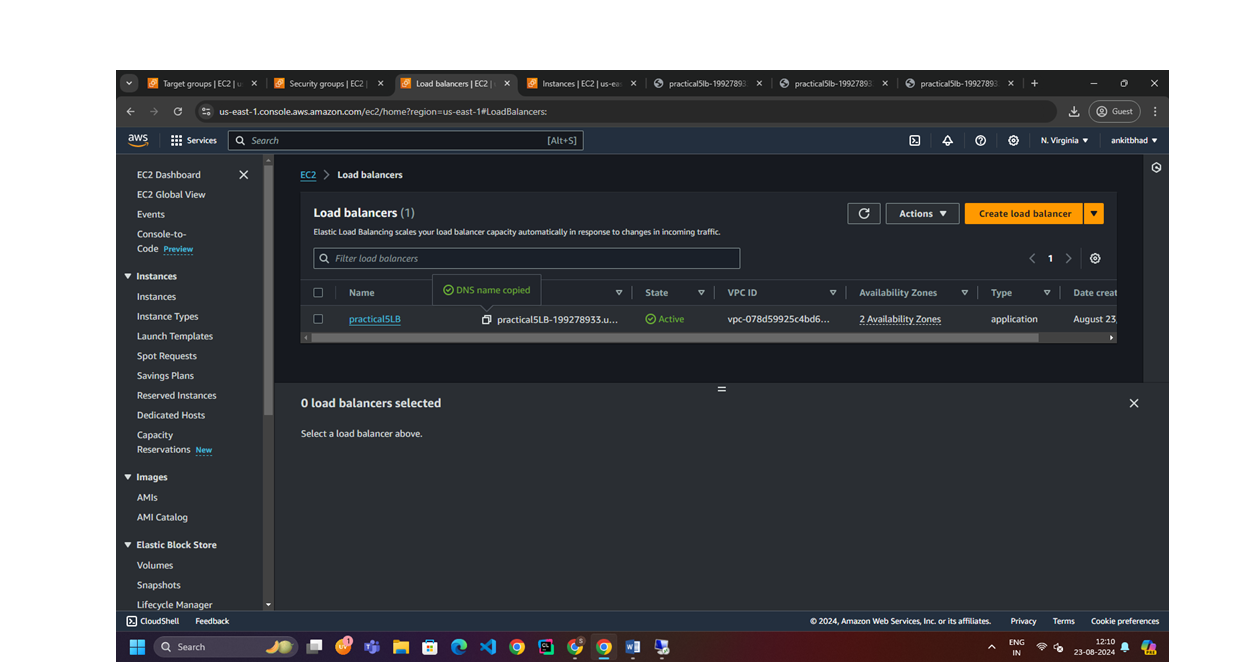 Target groups | EC2 | u
Security groups | EC2 |
Load balancers | EC2 |
Instances | EC2 | us-eas
practical5lb-19927893
practical5lb-19927893
practical5lb-19927893
us-east-1.console.aws.amazon.com/ec2/home?region=us-east-1#LoadBalancers:
Guest
aws
Services
Search
[Alt+S]
N. Virginia
ankitbhad
EC2 Dashboard
EC2 Global View
Events
Console-to-
Code Preview
Instances
Instances
Instance Types
Launch Templates
Spot Requests
Savings Plans
Reserved Instances
Dedicated Hosts
Capacity
Reservations New
Images
AMIs
AMI Catalog
Elastic Block Store
Volumes
Snapshots
Lifecycle Manager
EC2 > Load balancers
Load balancers (1)
Elastic Load Balancing scales your load balancer capacity automatically in response to changes in incoming traffic.
Actions
Create load balancer
Filter load balancers
1
DNS name copied
Name
State
VPC ID
Availability Zones
Type
Date creat
practical5LB
practical5LB-199278933.u...
Active
vpc-078d59925c4bd6...
2 Availability Zones
application
August 23,
0 load balancers selected
Select a load balancer above.
CloudShell
Feedback
© 2024, Amazon Web Services, Inc. or its affiliates.
Privacy
Terms
Cookie preferences
Search
ENG
IN
12:10
23-08-2024